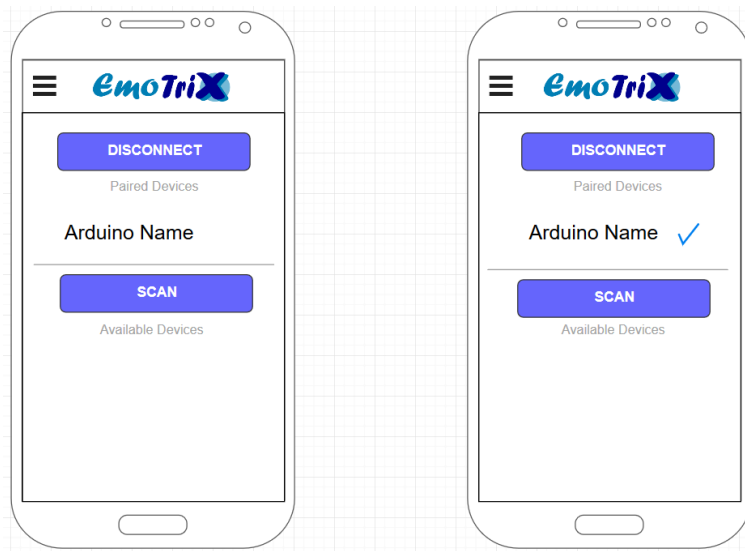 EmoTriX
DISCONNECT
Paired Devices
Arduino Name
SCAN
Available Devices
EmoTriX
DISCONNECT
Paired Devices
Arduino Name
SCAN
Available Devices